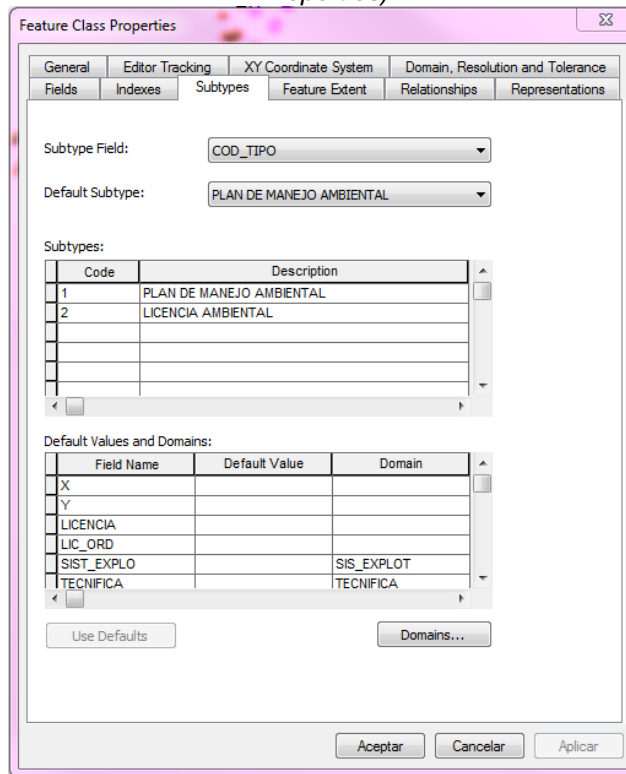 Feature Class Properties
General Editor Tracking XY Coordinate System Domain, Resolution and Tolerance
Fields Indexes Subtypes Feature Extent Relationships Representations
Subtype Field: COD_TIPO
Default Subtype: PLAN DE MANEJO AMBIENTAL
Subtypes:
Code Description
1 PLAN DE MANEJO AMBIENTAL
2 LICENCIA AMBIENTAL
Default Values and Domains:
Field Name Default Value Domain
X
Y
LICENCIA
LIC_ORD
SIST_EXPLO SIS_EXPLOT
TECNIFICA TECNIFICA
Use Defaults Domains...
Aceptar Cancelar Aplicar